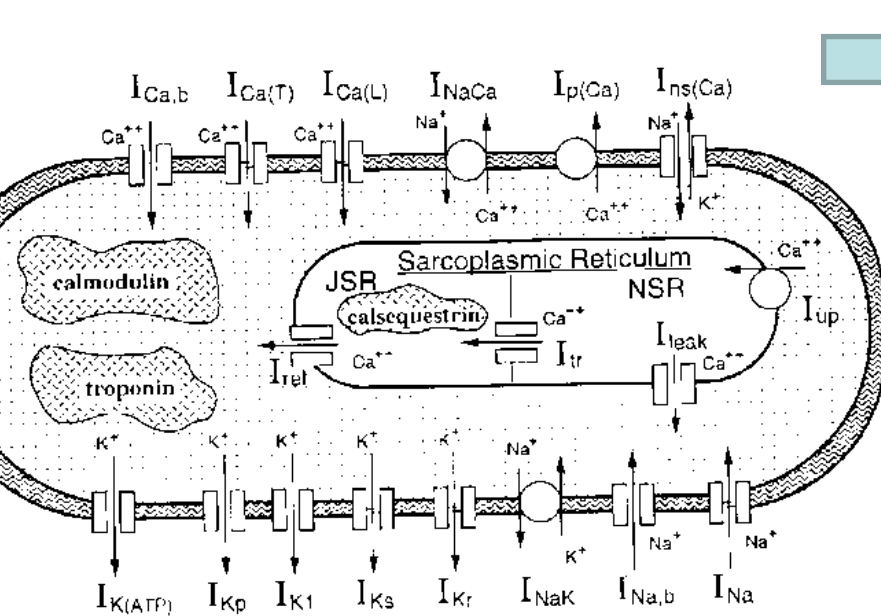 I Ca,b I Ca(T) I Ca(L) I NaCa I p(Ca) I ns(Ca)
Ca++ Ca++ Ca++ Na+ Na+
Ca++ Ca++ K+
Sarcoplasmic Reticulum Ca++
calmodulin JSR NSR
calsequestrin Ca++ I up
I leak
I rel Ca++ I tr Ca++
troponin
K+ K+ K+ K+ K+ Na+
K+ Na+ Na+
I K(ATP) I Kp I K1 I Ks I Kr I NaK I Na,b I Na